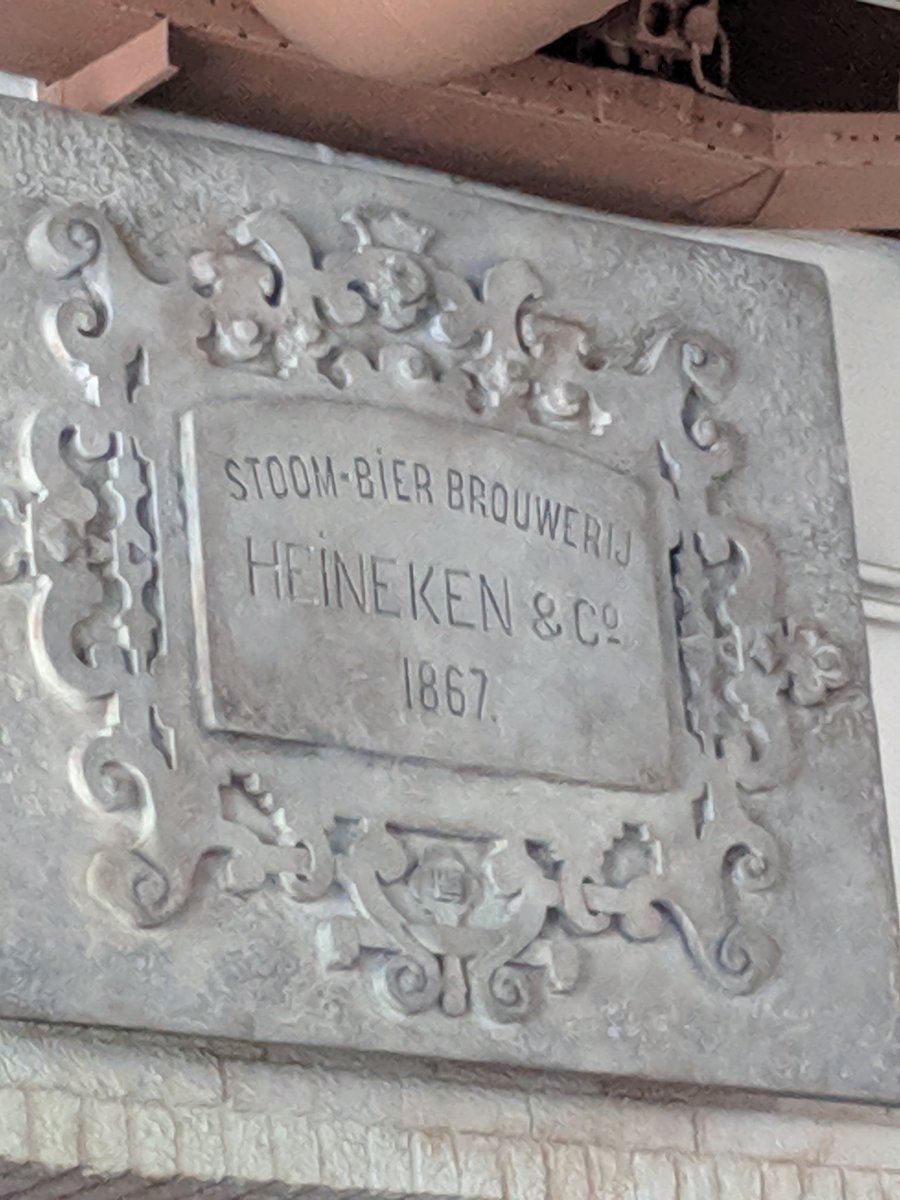 STOOM-BiER BROUWERIJ
HEiNEKEN & Cº
1867.